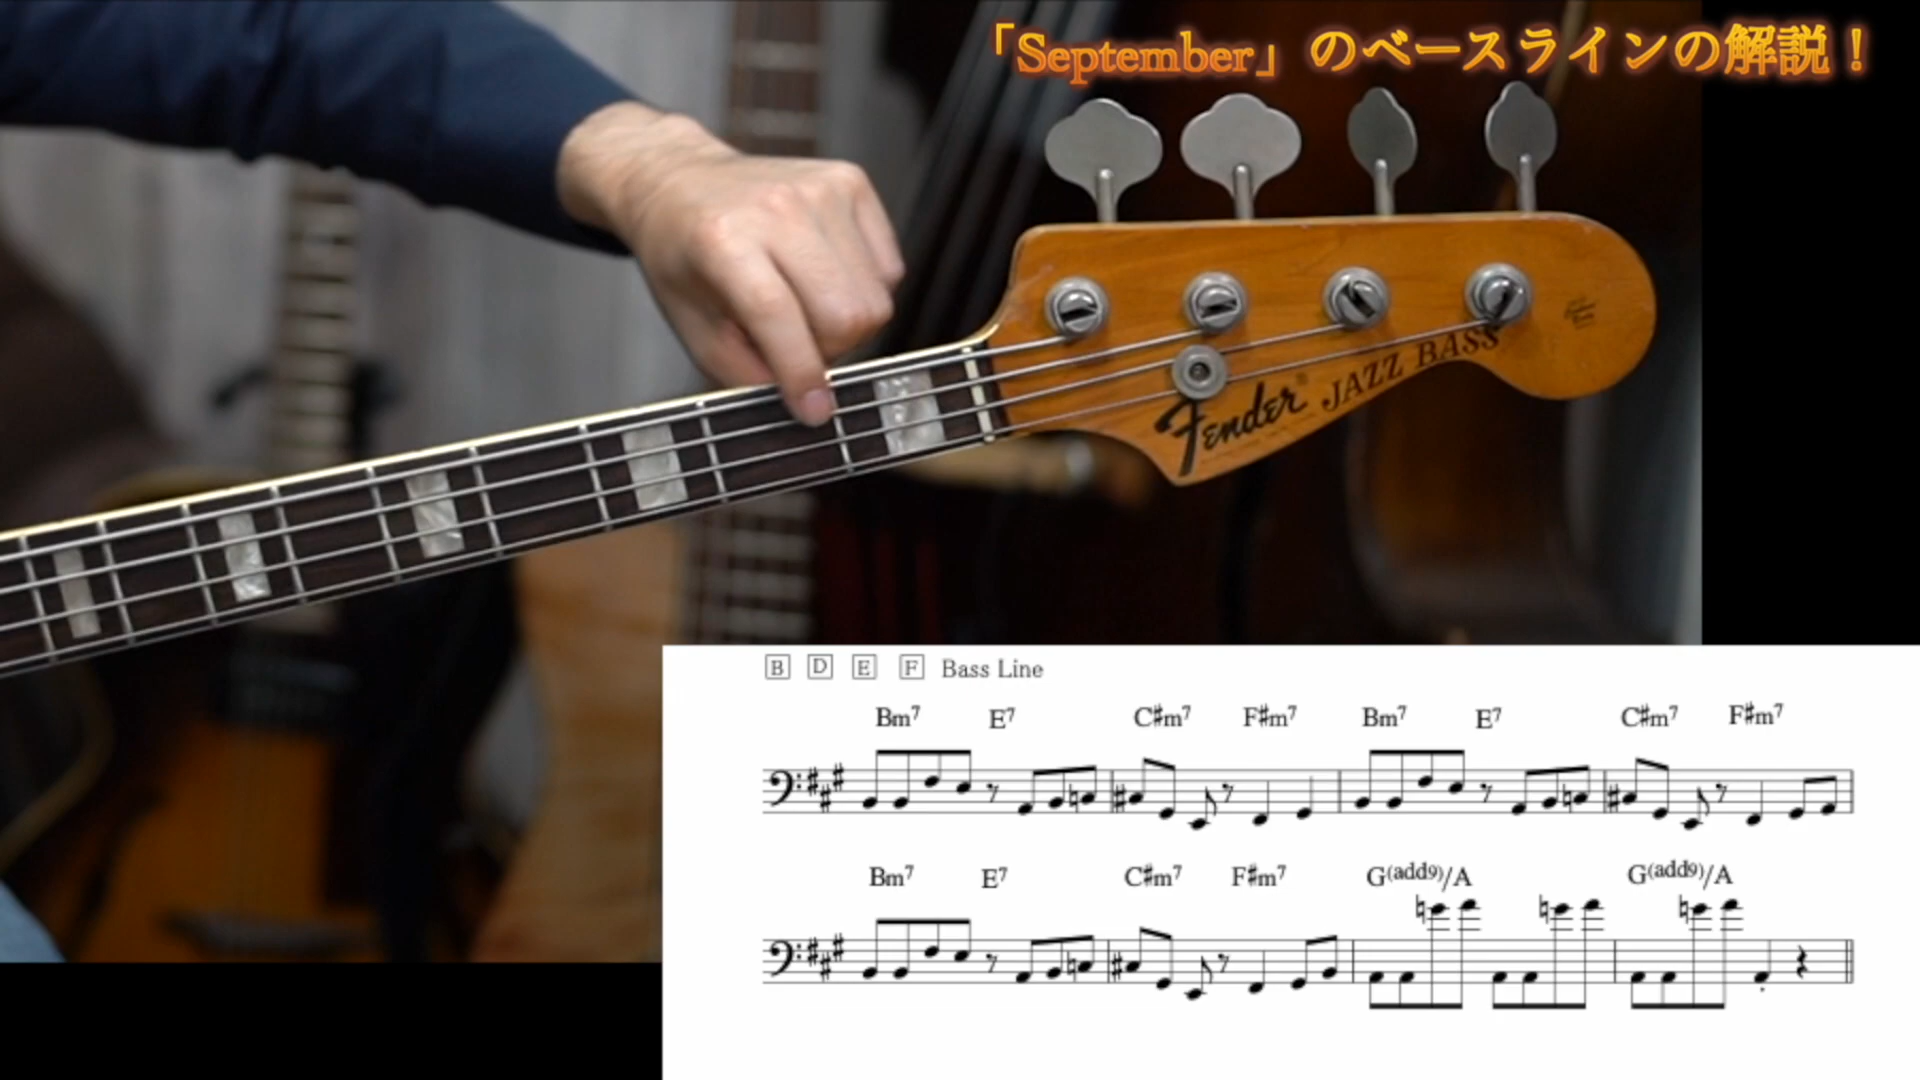 「September」のベースラインの解説！
Fender® JAZZ BASS
B D E F Bass Line
Bm7 E7 C#m7 F#m7 Bm7 E7 C#m7 F#m7
Bm7 E7 C#m7 F#m7 G(add9)/A G(add9)/A